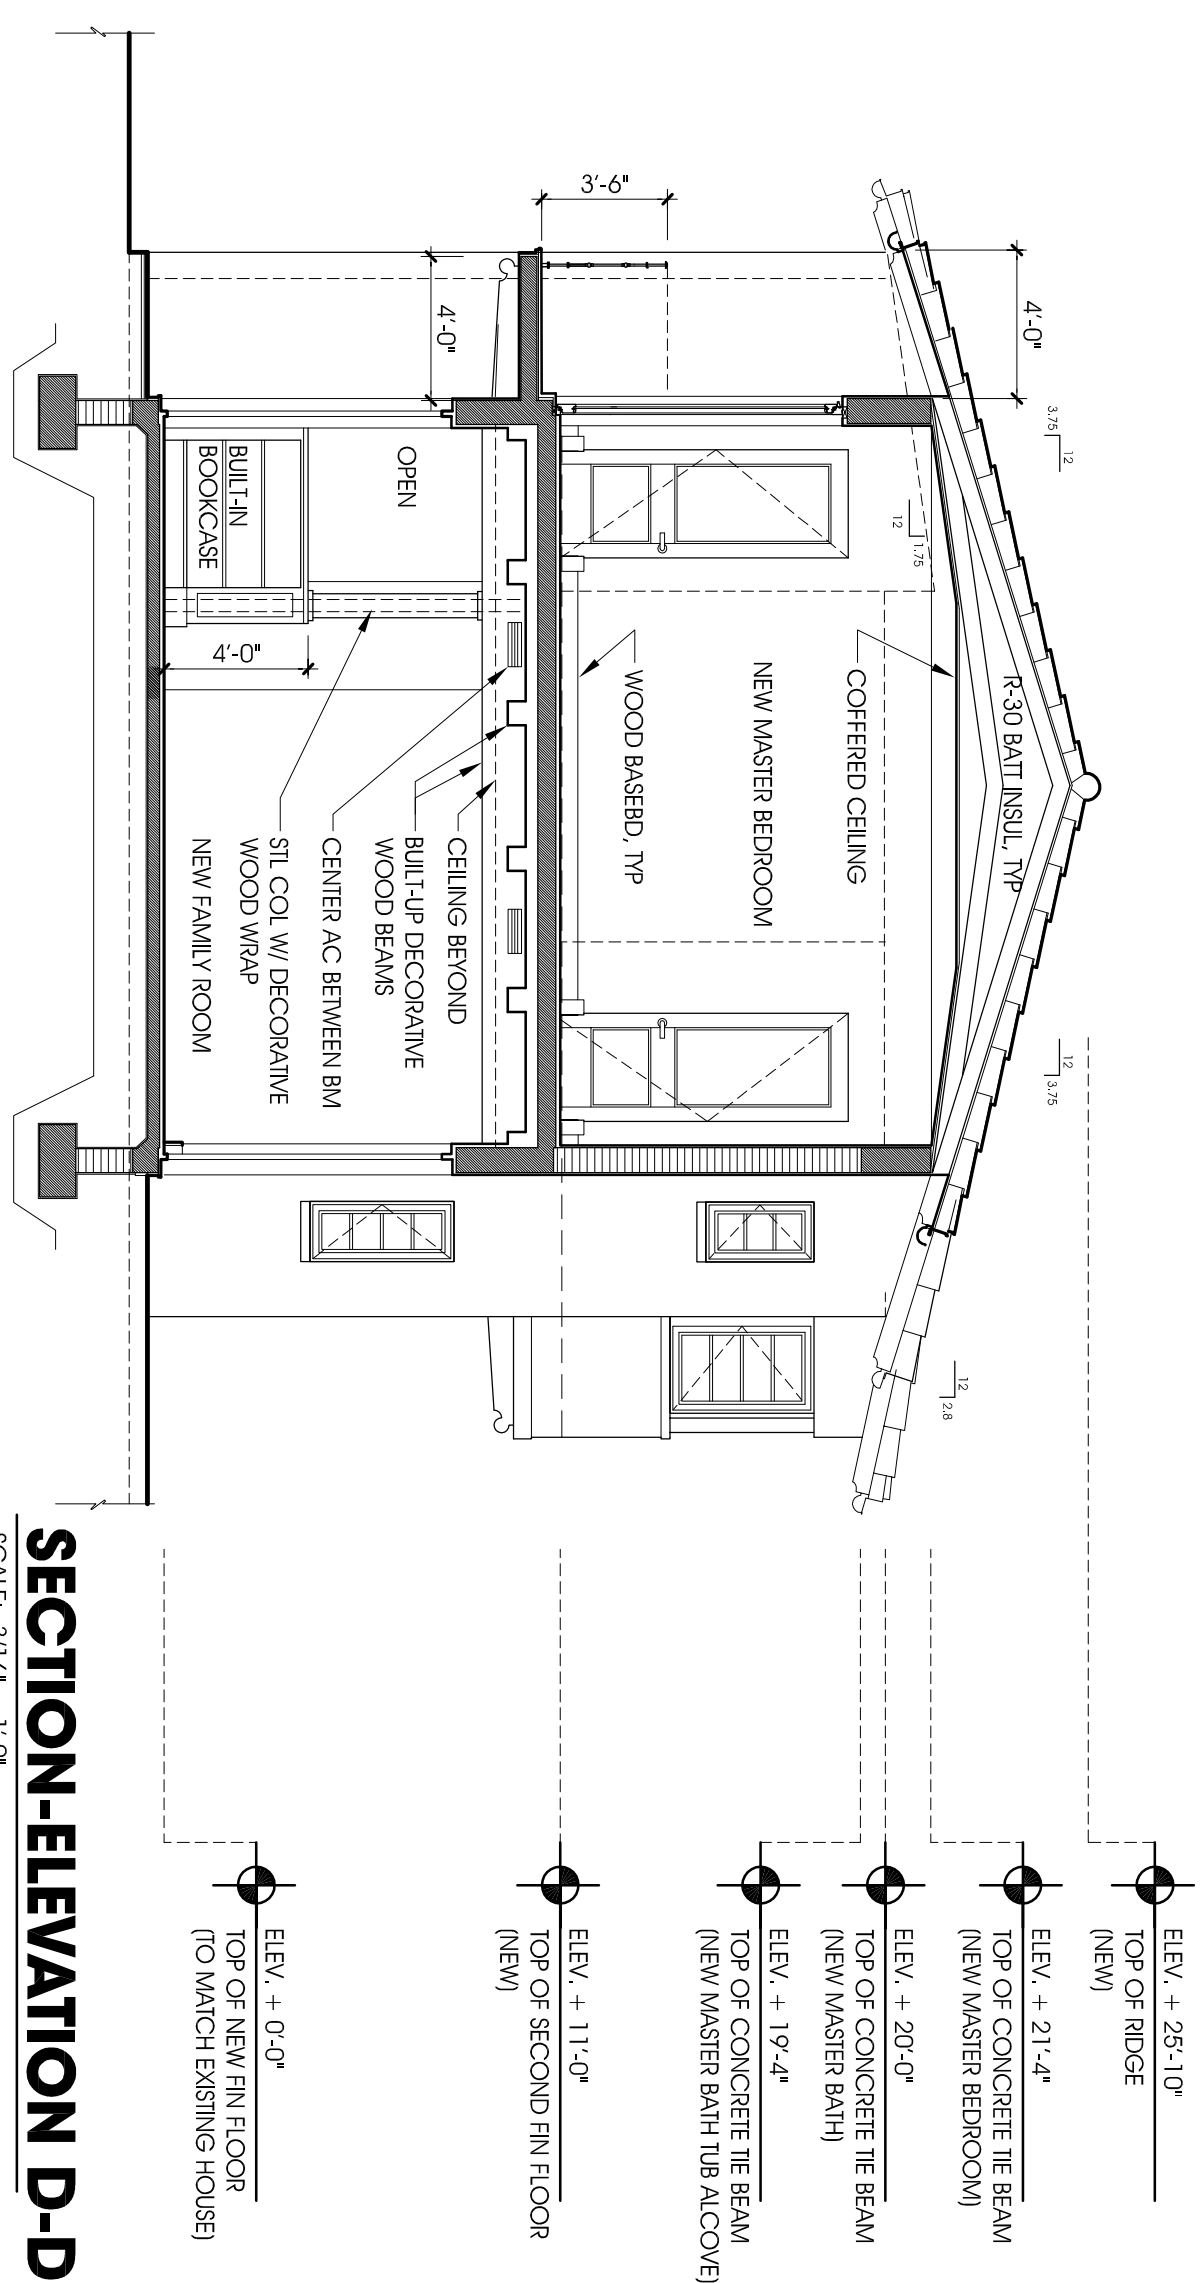 3'-6"
4'-0"
4'-0"
3.75
12
12
1.75
R-30 BATT INSUL, TYP
COFFERED CEILING
NEW MASTER BEDROOM
WOOD BASEBD, TYP
OPEN
BUILT-IN
BOOKCASE
4'-0"
CEILING BEYOND
BUILT-UP DECORATIVE
WOOD BEAMS
CENTER AC BETWEEN BM
STL COL W/ DECORATIVE
WOOD WRAP
NEW FAMILY ROOM
12
3.75
12
2.8
ELEV. + 25'-10"
TOP OF RIDGE
(NEW)
ELEV. + 21'-4"
TOP OF CONCRETE TIE BEAM
(NEW MASTER BEDROOM)
ELEV. + 20'-0"
TOP OF CONCRETE TIE BEAM
(NEW MASTER BATH)
ELEV. + 19'-4"
TOP OF CONCRETE TIE BEAM
(NEW MASTER BATH TUB ALCOVE)
ELEV. + 11'-0"
TOP OF SECOND FIN FLOOR
(NEW)
ELEV. + 0'-0"
TOP OF NEW FIN FLOOR
(TO MATCH EXISTING HOUSE)
SECTION-ELEVATION D-D